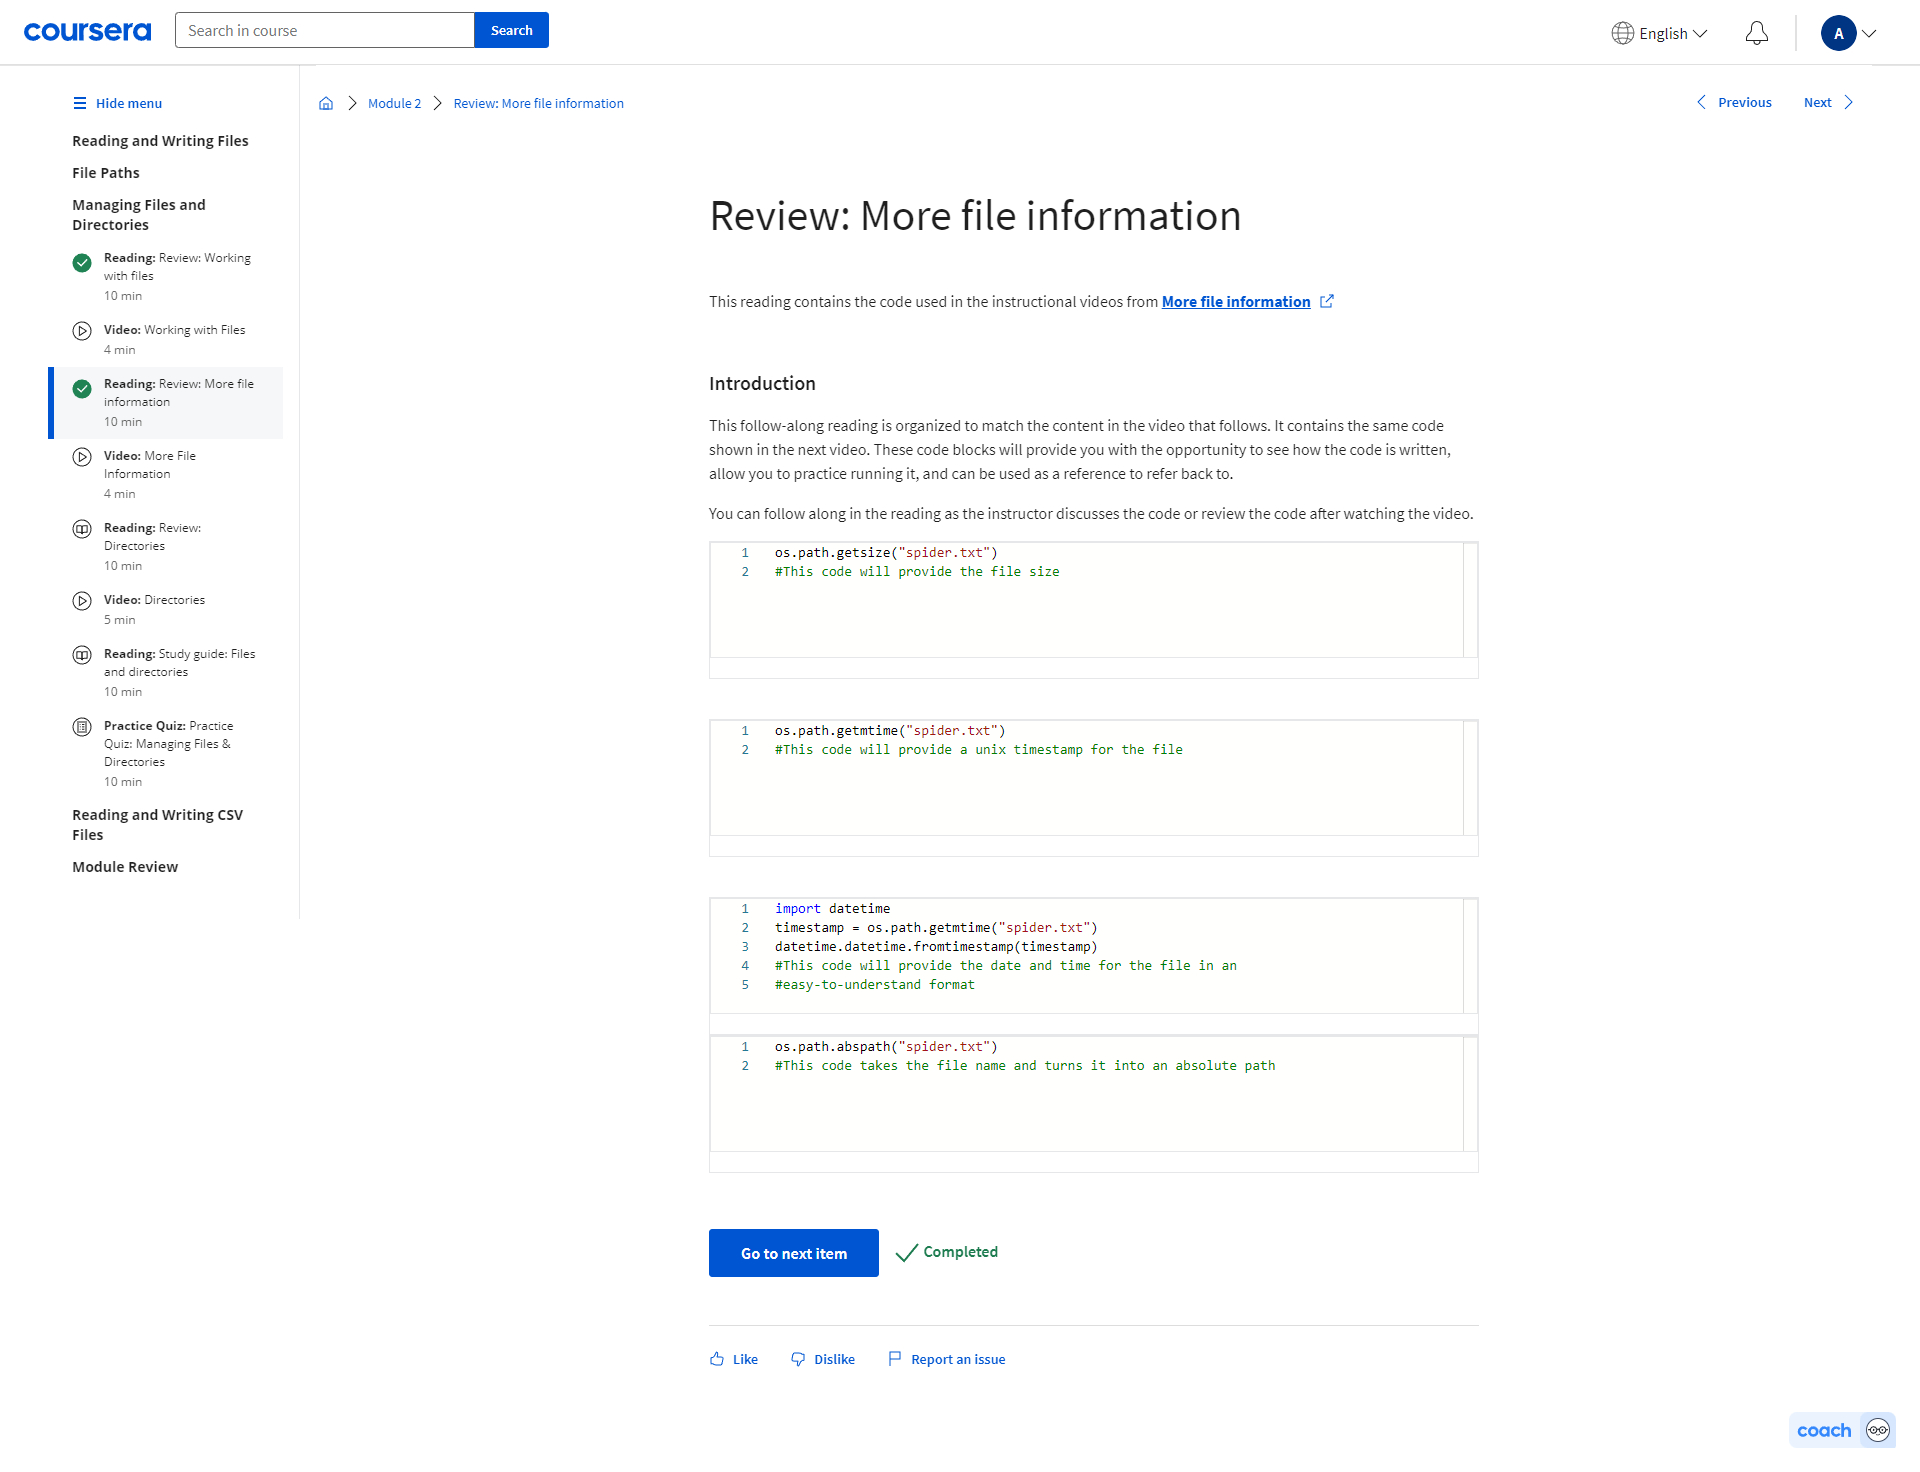 coursera
Search in course
Search
English
A
Hide menu
Reading and Writing Files
File Paths
Managing Files and
Directories
Reading: Review: Working
with files
10 min
Video: Working with Files
4 min
Reading: Review: More file
information
10 min
Video: More File
Information
4 min
Reading: Review:
Directories
10 min
Video: Directories
5 min
Reading: Study guide: Files
and directories
10 min
Practice Quiz: Practice
Quiz: Managing Files &
Directories
10 min
Reading and Writing CSV
Files
Module Review
Module 2
Review: More file information
Previous
Next
Review: More file information
This reading contains the code used in the instructional videos from More file information
Introduction
This follow-along reading is organized to match the content in the video that follows. It contains the same code
shown in the next video. These code blocks will provide you with the opportunity to see how the code is written,
allow you to practice running it, and can be used as a reference to refer back to.
You can follow along in the reading as the instructor discusses the code or review the code after watching the video.
1 os.path.getsize("spider.txt")
2 #This code will provide the file size
1 os.path.getmtime("spider.txt")
2 #This code will provide a unix timestamp for the file
1 import datetime
2 timestamp = os.path.getmtime("spider.txt")
3 datetime.datetime.fromtimestamp(timestamp)
4 #This code will provide the date and time for the file in an
5 #easy-to-understand format
1 os.path.abspath("spider.txt")
2 #This code takes the file name and turns it into an absolute path
Go to next item
Completed
Like
Dislike
Report an issue
coach